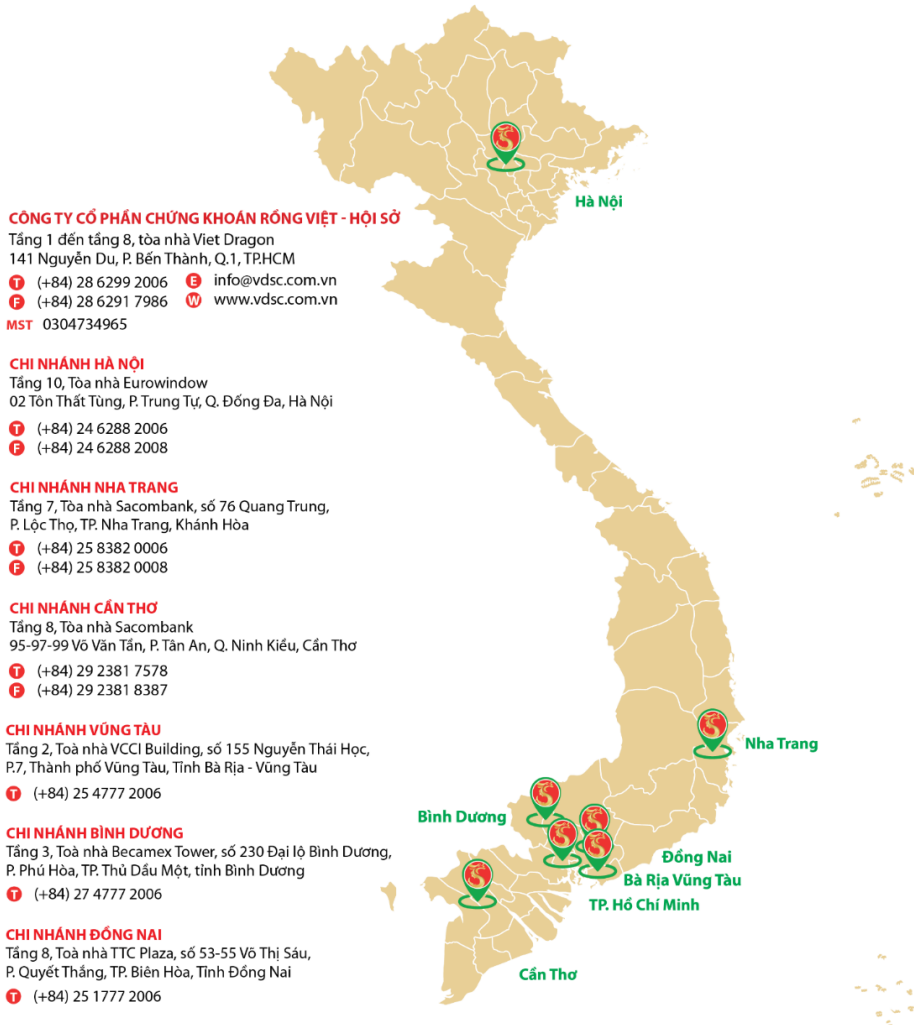 CÔNG TY CỔ PHẦN CHỨNG KHOÁN RỒNG VIỆT - HỘI SỞ
Tầng 1 đến tầng 8, tòa nhà Viet Dragon
141 Nguyễn Du, P. Bến Thành, Q.1, TP.HCM
T (+84) 28 6299 2006 E info@vdsc.com.vn
F (+84) 28 6291 7986 W www.vdsc.com.vn
MST 0304734965
CHI NHÁNH HÀ NỘI
Tầng 10, Tòa nhà Eurowindow
02 Tôn Thất Tùng, P. Trung Tự, Q. Đống Đa, Hà Nội
T (+84) 24 6288 2006
F (+84) 24 6288 2008
CHI NHÁNH NHA TRANG
Tầng 7, Tòa nhà Sacombank, số 76 Quang Trung,
P. Lộc Thọ, TP. Nha Trang, Khánh Hòa
T (+84) 25 8382 0006
F (+84) 25 8382 0008
CHI NHÁNH CẦN THƠ
Tầng 8, Tòa nhà Sacombank
95-97-99 Võ Văn Tần, P. Tân An, Q. Ninh Kiều, Cần Thơ
T (+84) 29 2381 7578
F (+84) 29 2381 8387
CHI NHÁNH VŨNG TÀU
Tầng 2, Toà nhà VCCI Building, số 155 Nguyễn Thái Học,
P.7, Thành phố Vũng Tàu, Tỉnh Bà Rịa - Vũng Tàu
T (+84) 25 4777 2006
CHI NHÁNH BÌNH DƯƠNG
Tầng 3, Toà nhà Becamex Tower, số 230 Đại lộ Bình Dương,
P. Phú Hòa, TP. Thủ Dầu Một, tỉnh Bình Dương
T (+84) 27 4777 2006
CHI NHÁNH ĐỒNG NAI
Tầng 8, Toà nhà TTC Plaza, số 53-55 Võ Thị Sáu,
P. Quyết Thắng, TP. Biên Hòa, Tỉnh Đồng Nai
T (+84) 25 1777 2006
Hà Nội
Nha Trang
Bình Dương
Đồng Nai
Bà Rịa Vũng Tàu
TP. Hồ Chí Minh
Cần Thơ